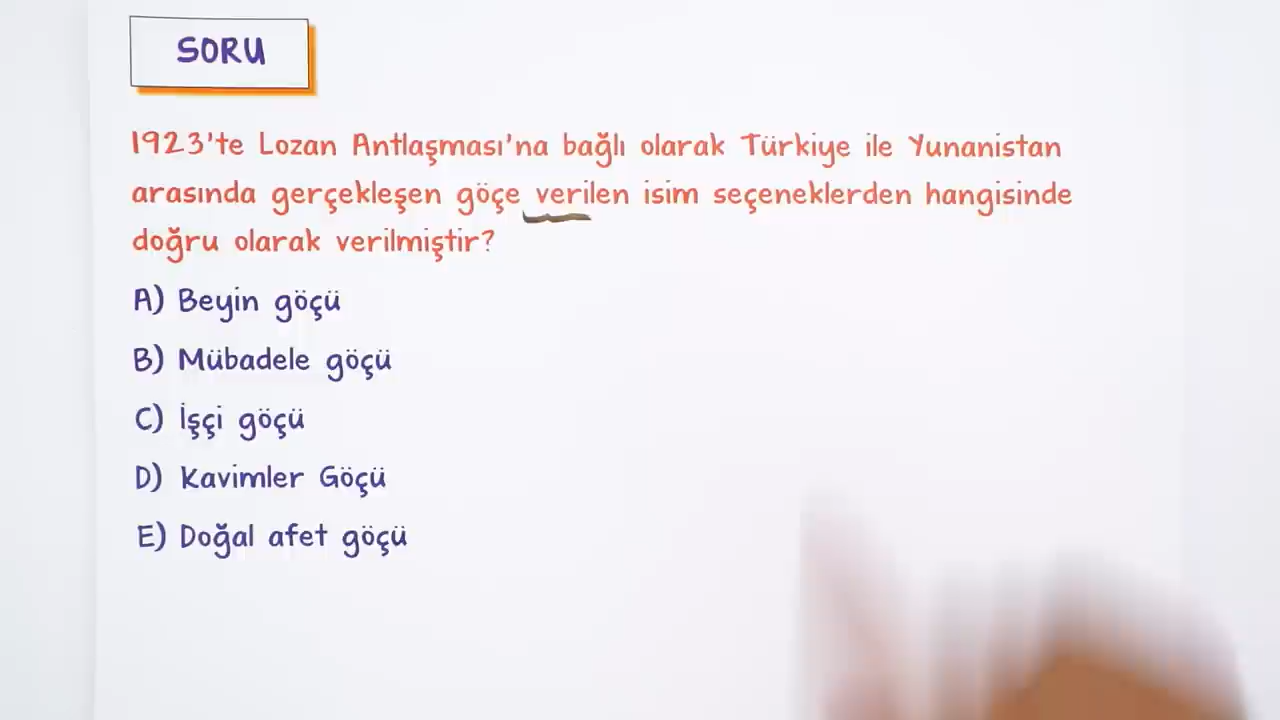 SORU
1923'te Lozan Antlaşması'na bağlı olarak Türkiye ile Yunanistan
arasında gerçekleşen göçe verilen isim seçeneklerden hangisinde
doğru olarak verilmiştir?
A) Beyin göçü
B) Mübadele göçü
C) İşçi göçü
D) Kavimler Göçü
E) Doğal afet göçü